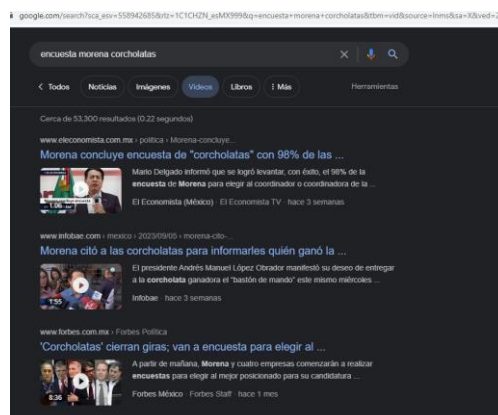 google.com/search?sca_esv=558942685&rlz=1C1CHZN_esMX999&q=encuesta+morena+corcholatas&tbm=vid&source=lnms&sa=X&ved=2
encuesta morena corcholatas
Todos Noticias Imágenes Videos Libros Más Herramientas
Cerca de 53,300 resultados (0.22 segundos)
www.eleconomista.com.mx › politica › Morena-concluye...
Morena concluye encuesta de "corcholatas" con 98% de las ...
Mario Delgado informó que se logró levantar, con éxito, el 98% de la
encuesta de Morena para elegir al coordinador o coordinadora de la ...
1:06
El Economista (México) · El Economista TV · hace 3 semanas
www.infobae.com › mexico › 2023/09/05 › morena-cito-...
Morena citó a las corcholatas para informarles quién ganó la ...
El presidente Andrés Manuel López Obrador manifestó su deseo de entregar
a la corcholata ganadora el "bastón de mando" este mismo miércoles ...
1:55
Infobae · hace 3 semanas
www.forbes.com.mx › Forbes Política
'Corcholatas' cierran giras; van a encuesta para elegir al ...
A partir de mañana, Morena y cuatro empresas comenzarán a realizar
encuestas para elegir al mejor posicionado para su candidatura ...
8:36
Forbes México · Forbes Staff · hace 1 mes